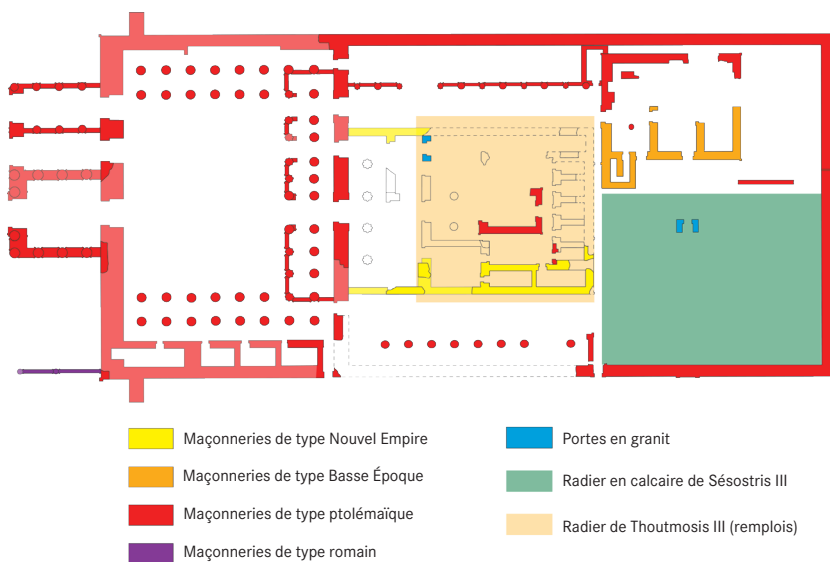 Maçonneries de type Nouvel Empire
Maçonneries de type Basse Époque
Maçonneries de type ptolémaïque
Maçonneries de type romain
Portes en granit
Radier en calcaire de Sésostris III
Radier de Thoutmosis III (remplois)